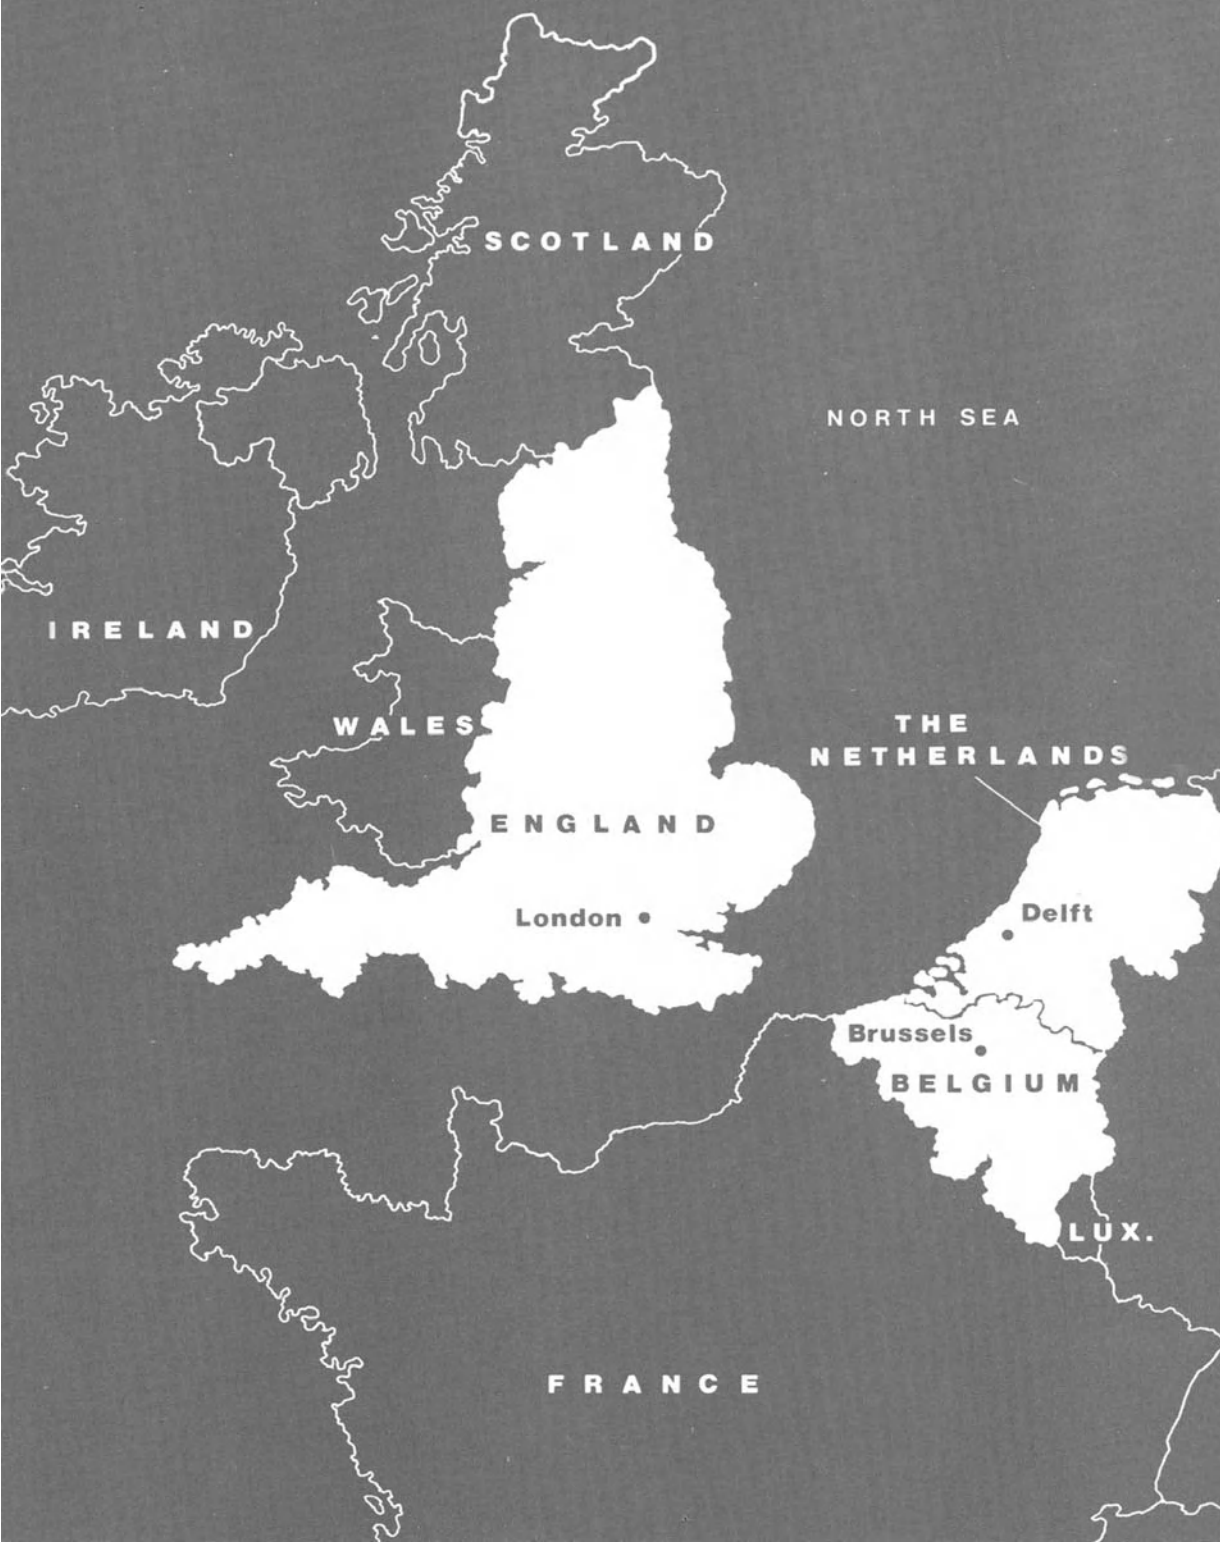 SCOTLAND
NORTH SEA
IRELAND
WALES
THE
NETHERLANDS
ENGLAND
London
Delft
Brussels
BELGIUM
LUX.
FRANCE